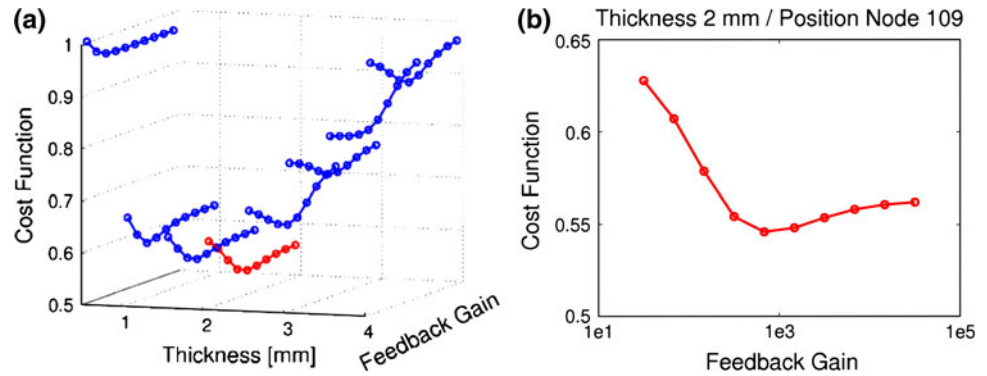 (a)
1
0.9
0.8
0.7
0.6
0.5
Cost Function
1
2
3
4
Thickness [mm]
Feedback Gain
(b)
Thickness 2 mm / Position Node 109
0.65
0.6
0.55
0.5
Cost Function
1e1
1e3
1e5
Feedback Gain